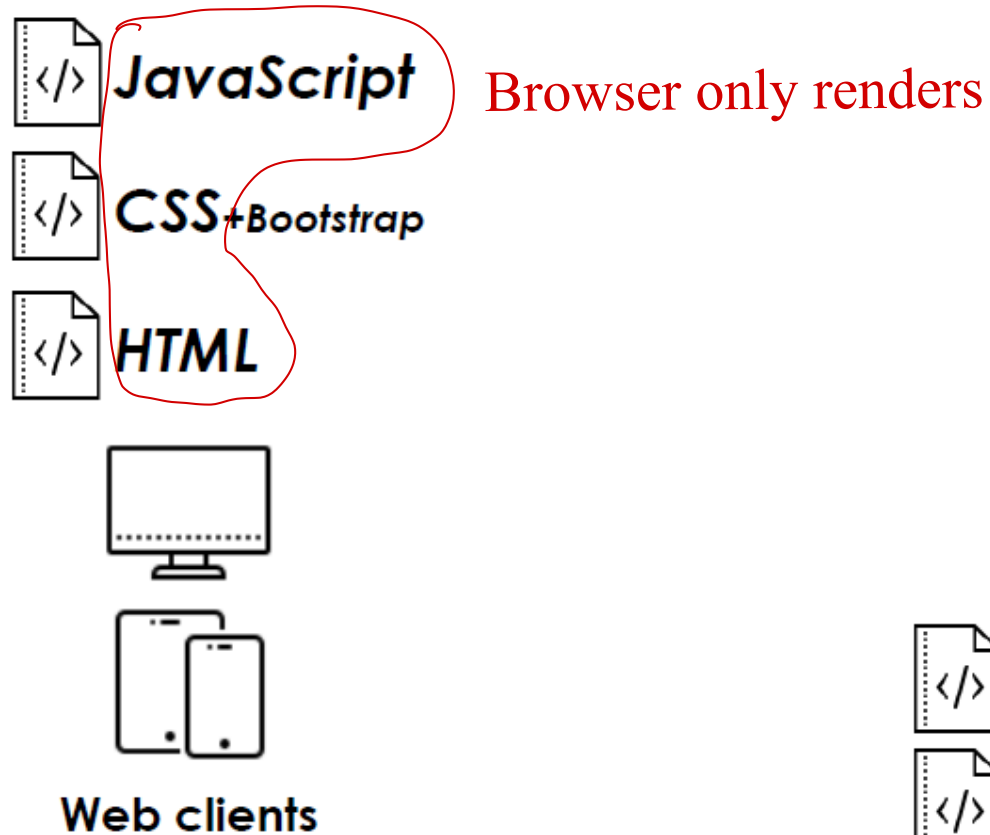 </> JavaScript
Browser only renders
</> CSS+Bootstrap
</> HTML
Web clients
</>
</>